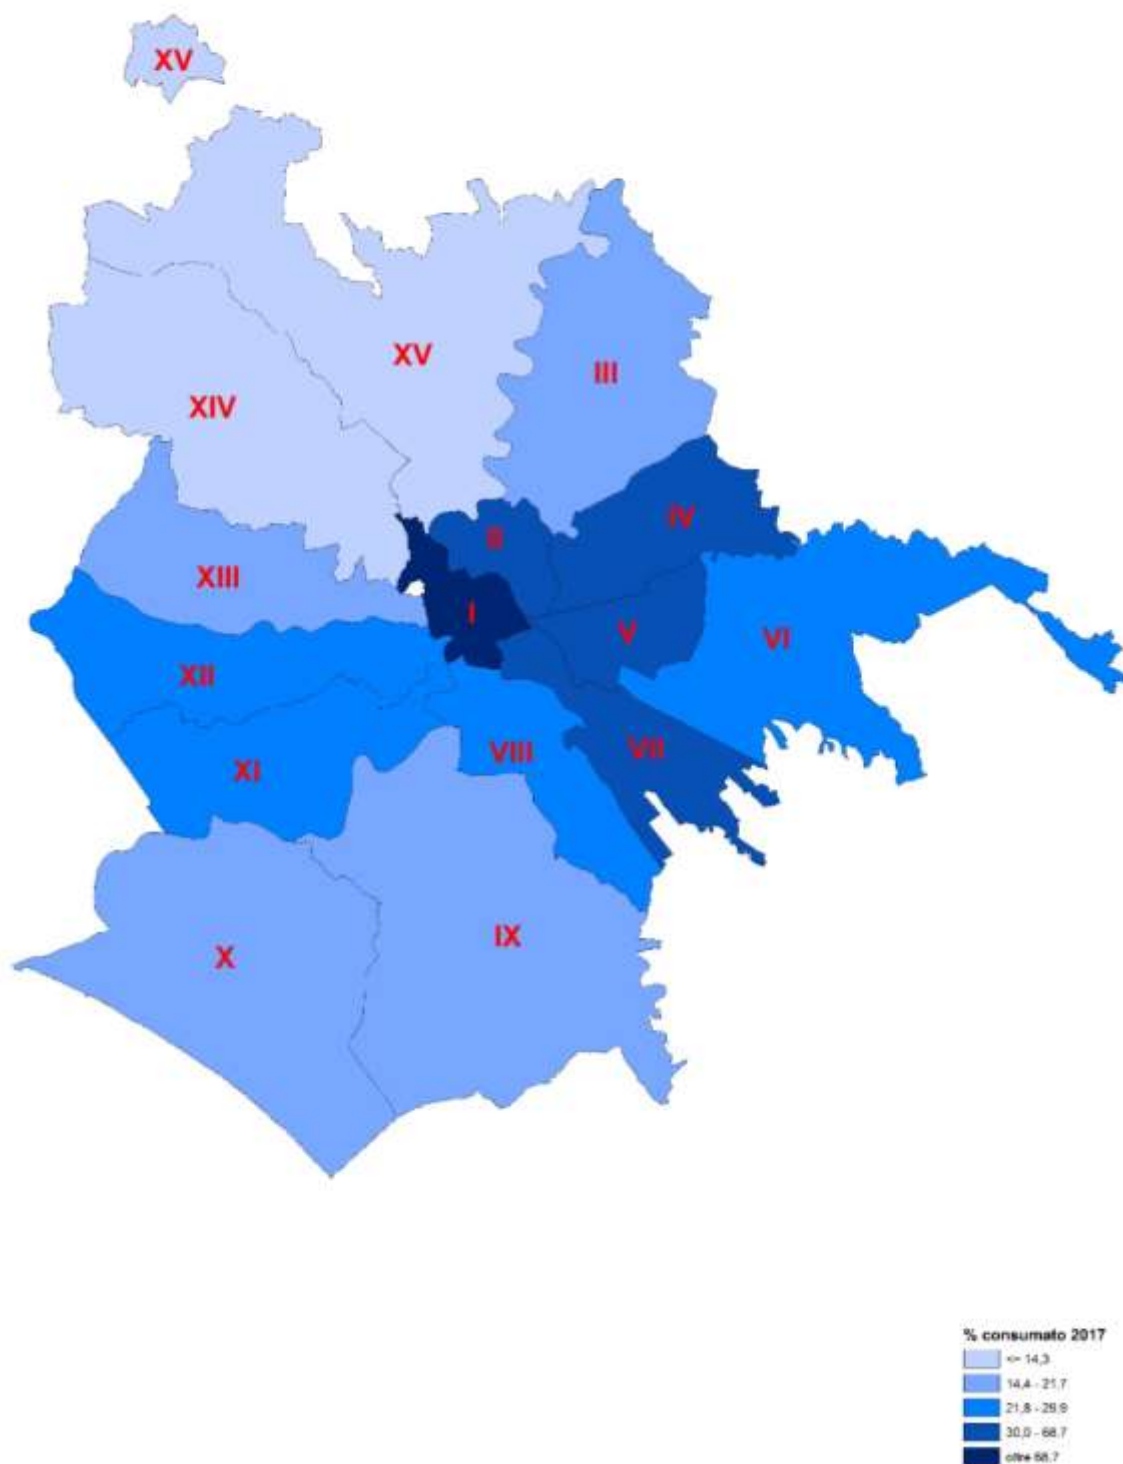 XV
XV
III
XIV
IV
II
XIII
I
V
VI
XII
VII
VIII
XI
IX
X
% consumato 2017
<= 14,3
14,4 - 21,7
21,8 - 29,9
30,0 - 68,7
oltre 68,7